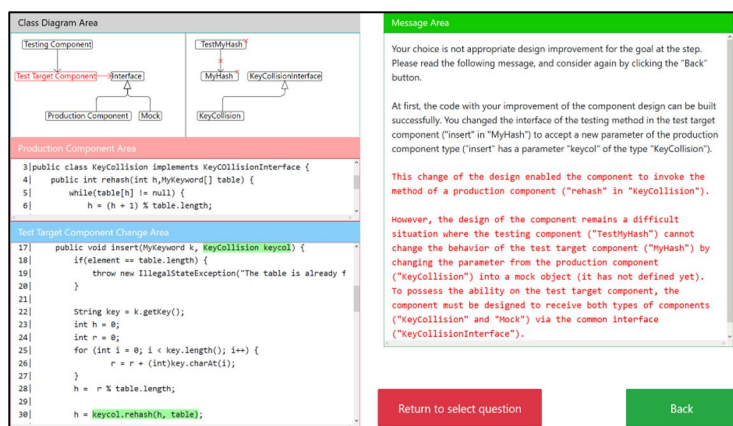 Class Diagram Area
Testing Component
Test Target Component
Interface
Production Component
Mock
TestMyHash
MyHash
KeyCollisionInterface
KeyCollision
Production Component Area
3|public class KeyCollision implements KeyCOllisionInterface {
4|    public int rehash(int h,MyKeyword[] table) {
5|        while(table[h] != null) {
6|            h = (h + 1) % table.length;
Test Target Component Change Area
17|    public void insert(MyKeyword k, KeyCollision keycol) {
18|        if(element == table.length) {
19|            throw new IllegalStateException("The table is already f
20|        }
21|
22|        String key = k.getKey();
23|        int h = 0;
24|        int r = 0;
25|        for (int i = 0; i < key.length(); i++) {
26|            r = r + (int)key.charAt(i);
27|        }
28|        h =  r % table.length;
29|
30|        h = keycol.rehash(h, table);
Message Area
Your choice is not appropriate design improvement for the goal at the step.
Please read the following message, and consider again by clicking the "Back"
button.
At first, the code with your improvement of the component design can be built
successfully. You changed the interface of the testing method in the test target
component ("insert" in "MyHash") to accept a new parameter of the production
component type ("insert" has a parameter "keycol" of the type "KeyCollision").
This change of the design enabled the component to invoke the
method of a production component ("rehash" in "KeyCollision").
However, the design of the component remains a difficult
situation where the testing component ("TestMyHash") cannot
change the behavior of the test target component ("MyHash") by
changing the parameter from the production component
("KeyCollision") into a mock object (it has not defined yet).
To possess the ability on the test target component, the
component must be designed to receive both types of components
("KeyCollision" and "Mock") via the common interface
("KeyCollisionInterface").
Return to select question
Back